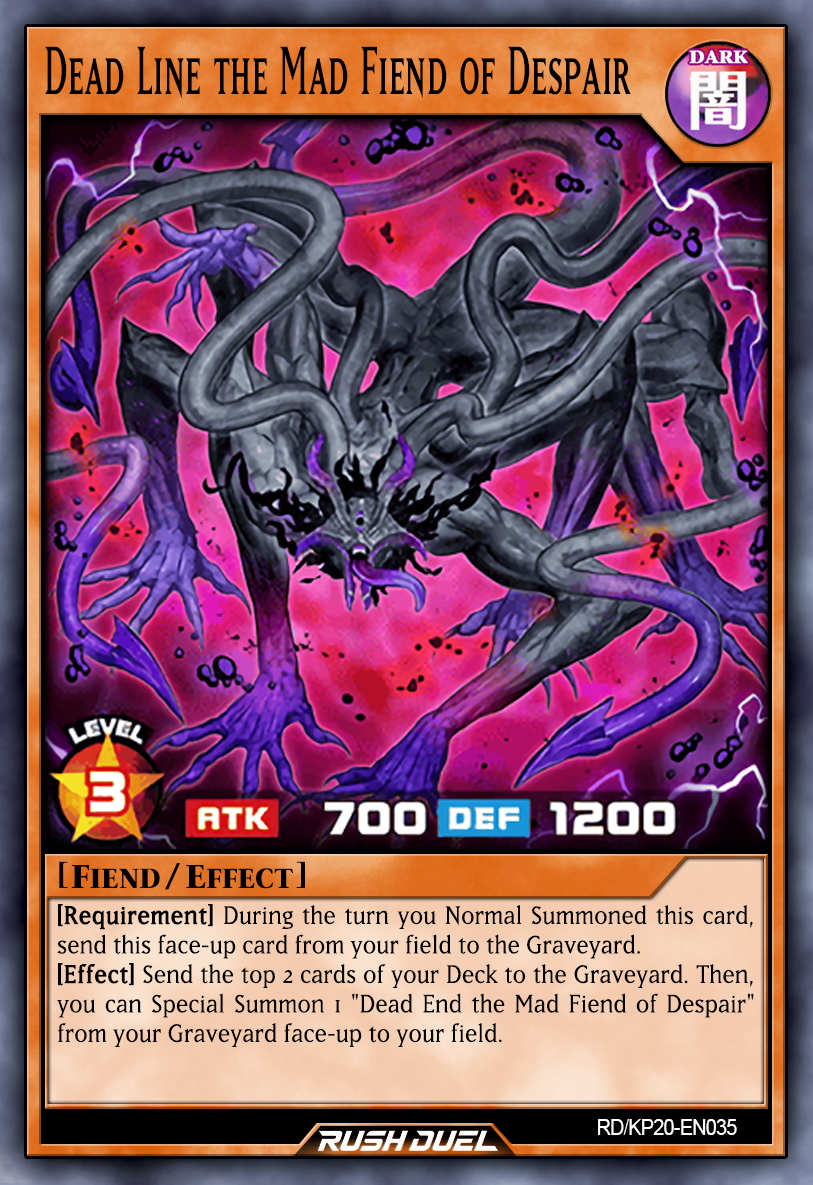 Dead Line the Mad Fiend of Despair
DARK
闇
LEVEL
3
ATK 700 DEF 1200
[Fiend / Effect]
[Requirement] During the turn you Normal Summoned this card,
send this face-up card from your field to the Graveyard.
[Effect] Send the top 2 cards of your Deck to the Graveyard. Then,
you can Special Summon 1 "Dead End the Mad Fiend of Despair"
from your Graveyard face-up to your field.
RD/KP20-EN035
RUSH DUEL